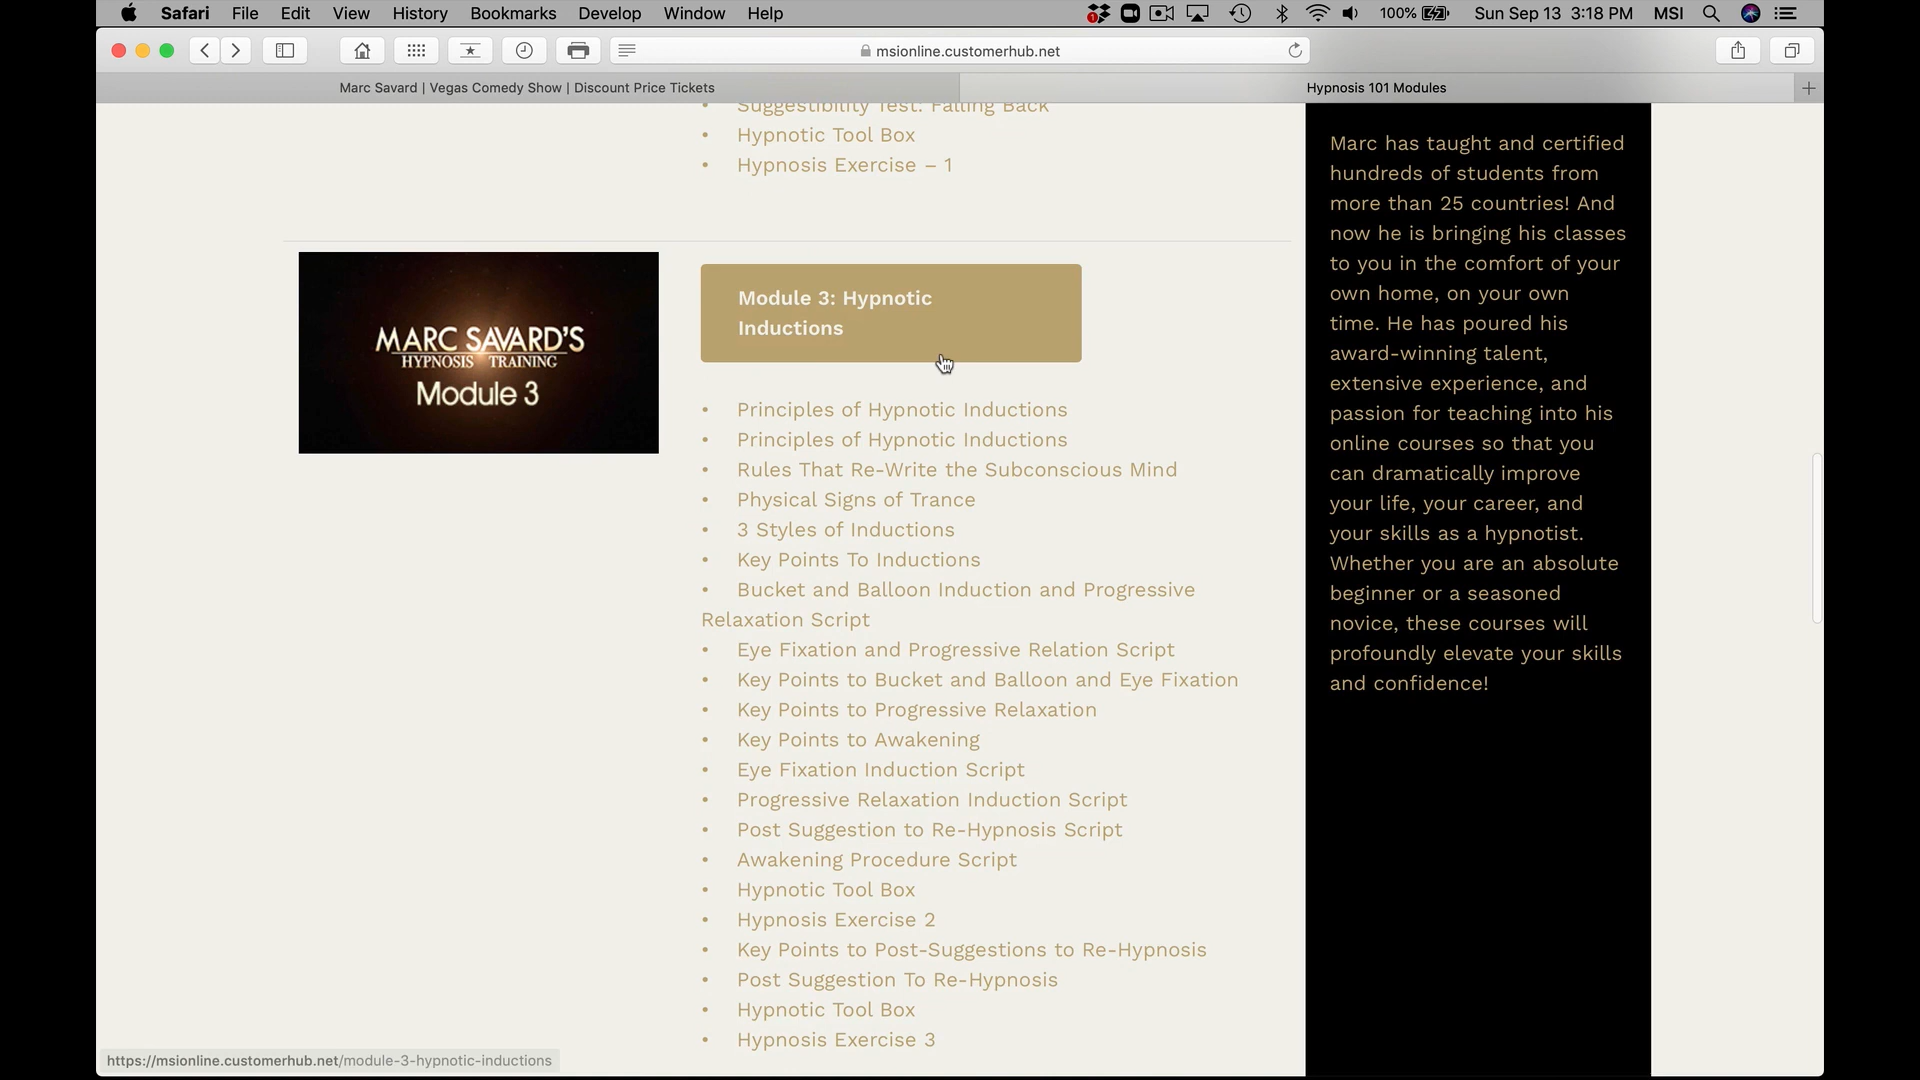 Safari File Edit View History Bookmarks Develop Window Help 1 100% Sun Sep 13 3:18 PM MSI
msionline.customerhub.net
Marc Savard | Vegas Comedy Show | Discount Price Tickets
Hypnosis 101 Modules
• Suggestibility Test: Falling Back
• Hypnotic Tool Box
• Hypnosis Exercise – 1
MARC SAVARD'S
HYPNOSIS TRAINING
Module 3
Module 3: Hypnotic
Inductions
• Principles of Hypnotic Inductions
• Principles of Hypnotic Inductions
• Rules That Re-Write the Subconscious Mind
• Physical Signs of Trance
• 3 Styles of Inductions
• Key Points To Inductions
• Bucket and Balloon Induction and Progressive
Relaxation Script
• Eye Fixation and Progressive Relation Script
• Key Points to Bucket and Balloon and Eye Fixation
• Key Points to Progressive Relaxation
• Key Points to Awakening
• Eye Fixation Induction Script
• Progressive Relaxation Induction Script
• Post Suggestion to Re-Hypnosis Script
• Awakening Procedure Script
• Hypnotic Tool Box
• Hypnosis Exercise 2
• Key Points to Post-Suggestions to Re-Hypnosis
• Post Suggestion To Re-Hypnosis
• Hypnotic Tool Box
• Hypnosis Exercise 3
Marc has taught and certified
hundreds of students from
more than 25 countries! And
now he is bringing his classes
to you in the comfort of your
own home, on your own
time. He has poured his
award-winning talent,
extensive experience, and
passion for teaching into his
online courses so that you
can dramatically improve
your life, your career, and
your skills as a hypnotist.
Whether you are an absolute
beginner or a seasoned
novice, these courses will
profoundly elevate your skills
and confidence!
https://msionline.customerhub.net/module-3-hypnotic-inductions